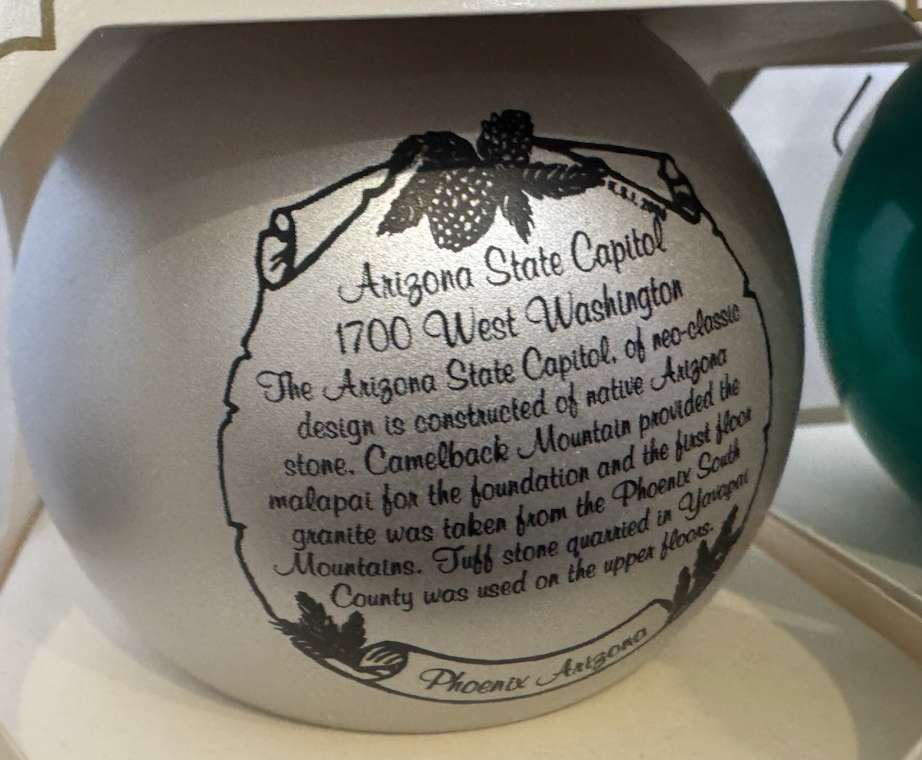 Arizona State Capitol
1700 West Washington
The Arizona State Capitol, of neo-classic
design is constructed of native Arizona
stone. Camelback Mountain provided the
malapai for the foundation and the first floor
granite was taken from the Phoenix South
Mountains. Tuff stone quarried in Yavapai
County was used on the upper floors.
Phoenix Arizona